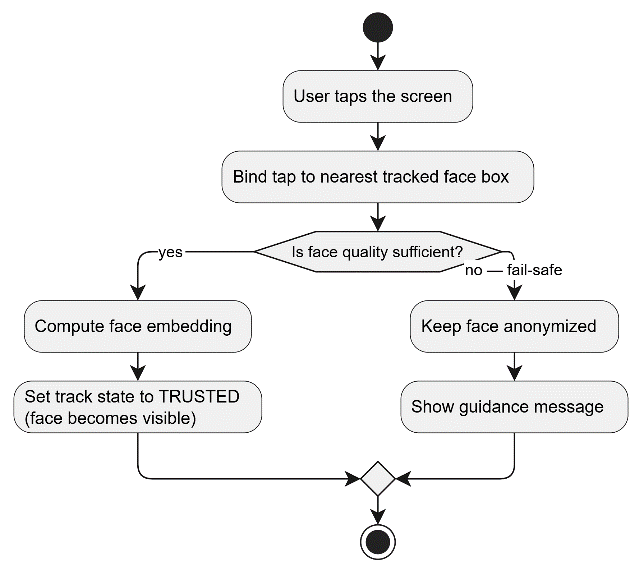 User taps the screen
Bind tap to nearest tracked face box
Is face quality sufficient?
yes
no — fail-safe
Compute face embedding
Keep face anonymized
Set track state to TRUSTED
(face becomes visible)
Show guidance message